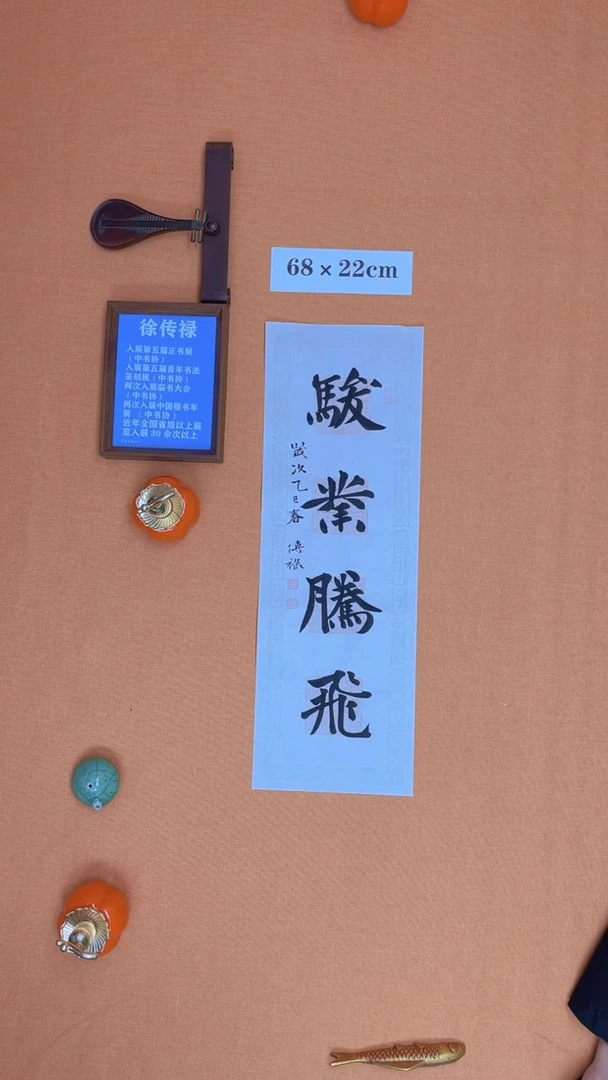 68×22cm
徐传禄
入展第五届正书展
（中书协）
入展第五届青年书法
篆刻展（中书协）
两次入展临书大会
（中书协）
两次入展中国楷书年
展（中书协）
近年全国省级以上展
览入展30余次以上
......
駿業騰飛
歲次乙巳春 傳祿